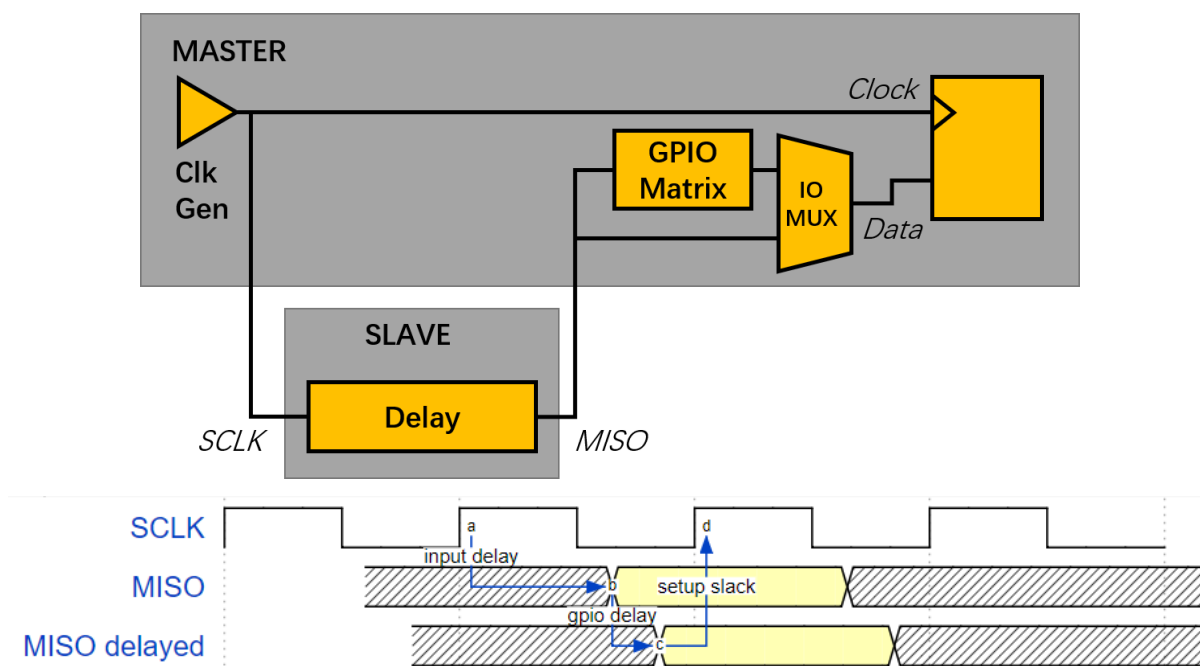 MASTER
Clk
Gen
Clock
GPIO
Matrix
IO
MUX
Data
SLAVE
Delay
SCLK
MISO
SCLK
a
d
input delay
MISO
b
setup slack
gpio delay
MISO delayed
c